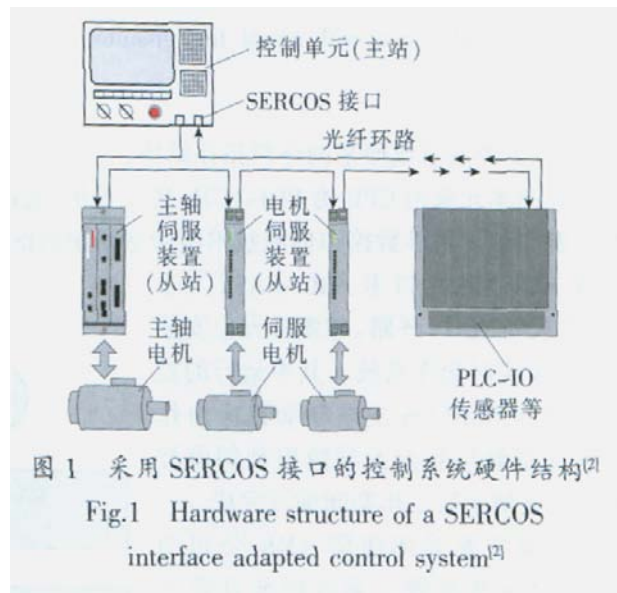 控制单元(主站)
SERCOS 接口
光纤环路
主轴
伺服
装置
(从站)
电机
伺服
装置
(从站)
主轴
电机
伺服
电机
PLC-IO
传感器等
图 1 采用 SERCOS 接口的控制系统硬件结构[2]
Fig.1 Hardware structure of a SERCOS
interface adapted control system[2]